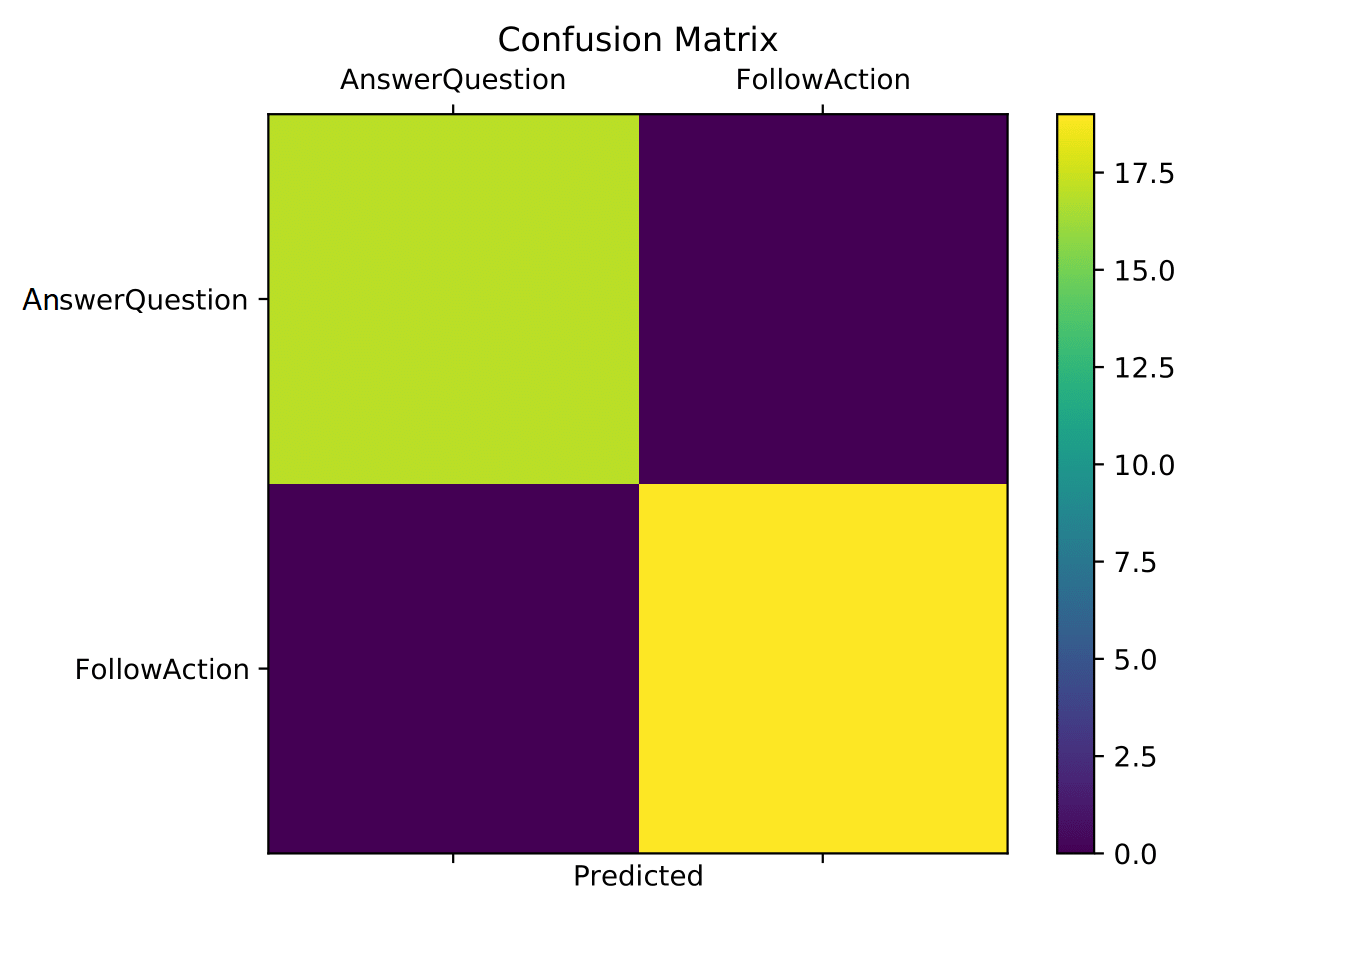 Confusion Matrix
AnswerQuestion FollowAction
AnswerQuestion
FollowAction
Predicted
17.5
15.0
12.5
10.0
7.5
5.0
2.5
0.0